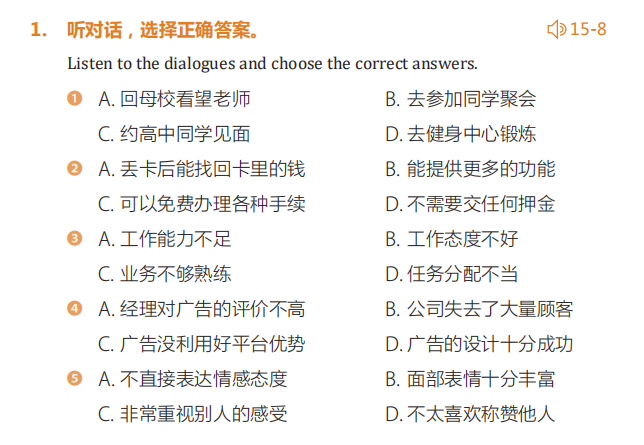 1. 听对话，选择正确答案。 15-8
Listen to the dialogues and choose the correct answers.
1 A. 回母校看望老师 B. 去参加同学聚会
C. 约高中同学见面 D. 去健身中心锻炼
2 A. 丢卡后能找回卡里的钱 B. 能提供更多的功能
C. 可以免费办理各种手续 D. 不需要交任何押金
3 A. 工作能力不足 B. 工作态度不好
C. 业务不够熟练 D. 任务分配不当
4 A. 经理对广告的评价不高 B. 公司失去了大量顾客
C. 广告没利用好平台优势 D. 广告的设计十分成功
5 A. 不直接表达情感态度 B. 面部表情十分丰富
C. 非常重视别人的感受 D. 不太喜欢称赞他人